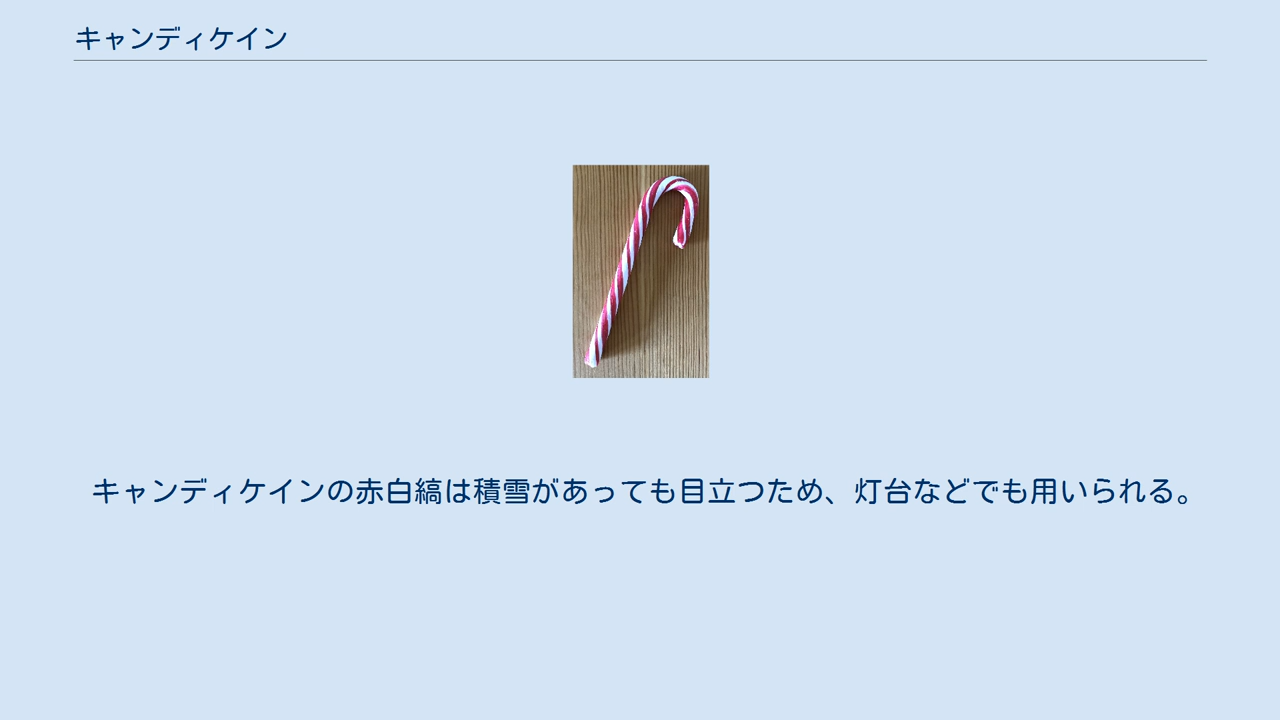 キャンディケイン
キャンディケインの赤白縞は積雪があっても目立つため、灯台などでも用いられる。